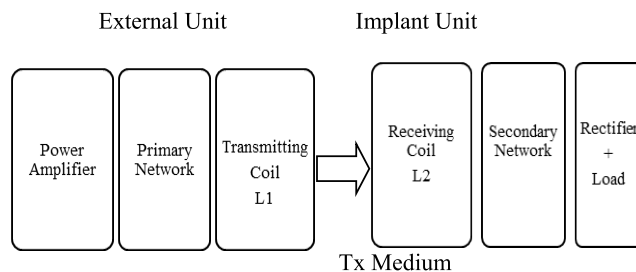 External Unit
Implant Unit
Power
Amplifier
Primary
Network
Transmitting
Coil
L1
Receiving
Coil
L2
Secondary
Network
Rectifier
+
Load
Tx Medium